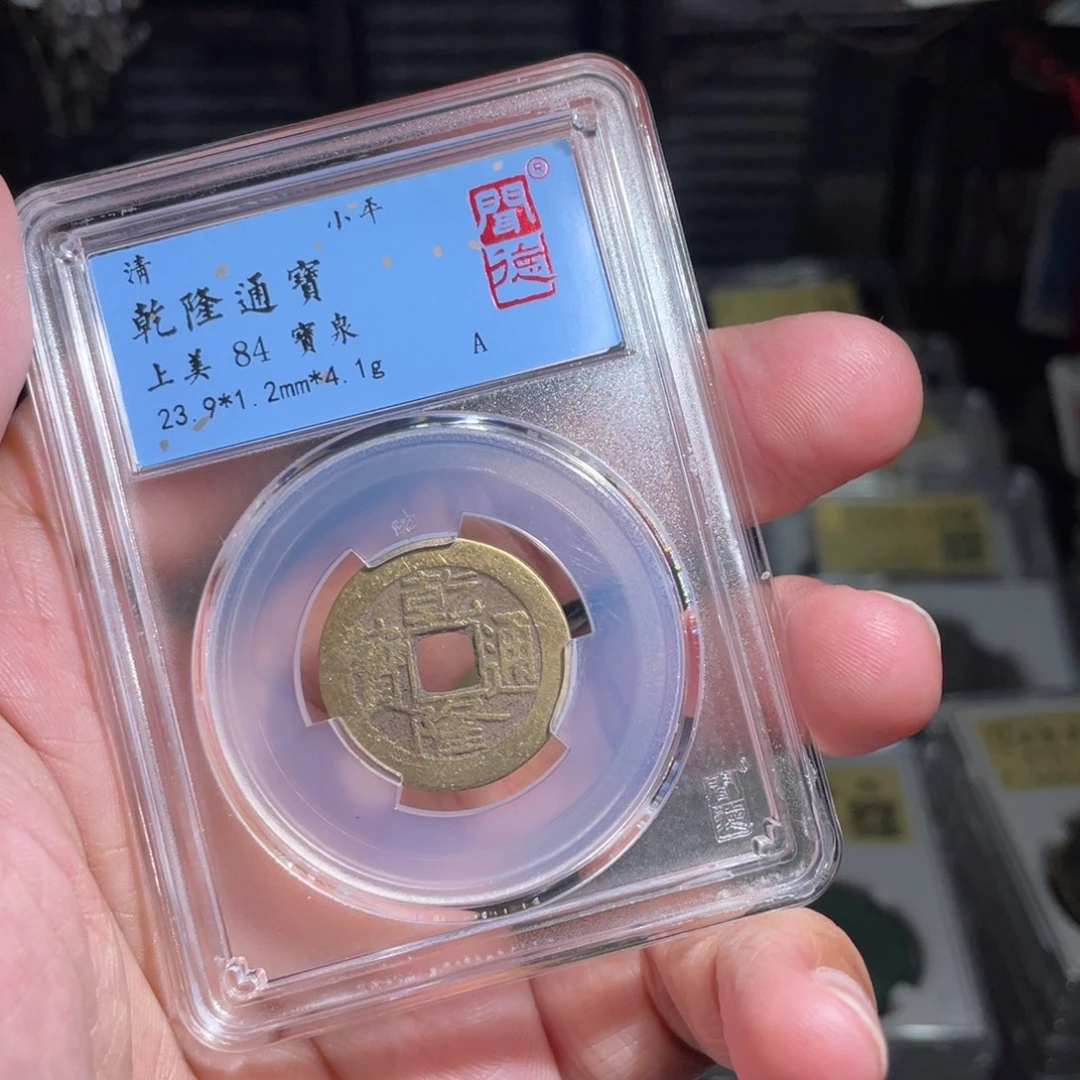 小平
清
乾隆通寶
上美 84 寶泉
23.9*1.2mm*4.1g
A
聞德
®
乾隆通寶